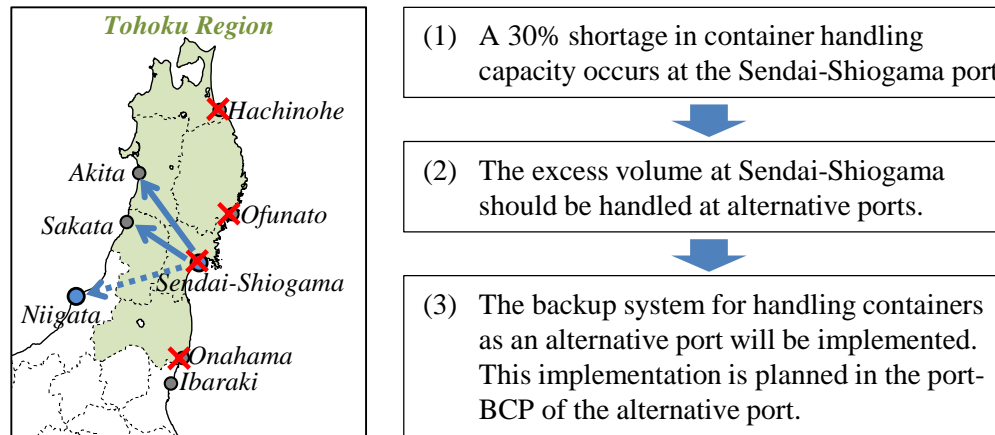 Tohoku Region
Hachinohe
Akita
Ofunato
Sakata
Sendai-Shiogama
Niigata
Onahama
Ibaraki
(1) A 30% shortage in container handling
capacity occurs at the Sendai-Shiogama port
(2) The excess volume at Sendai-Shiogama
should be handled at alternative ports.
(3) The backup system for handling containers
as an alternative port will be implemented.
This implementation is planned in the port-
BCP of the alternative port.